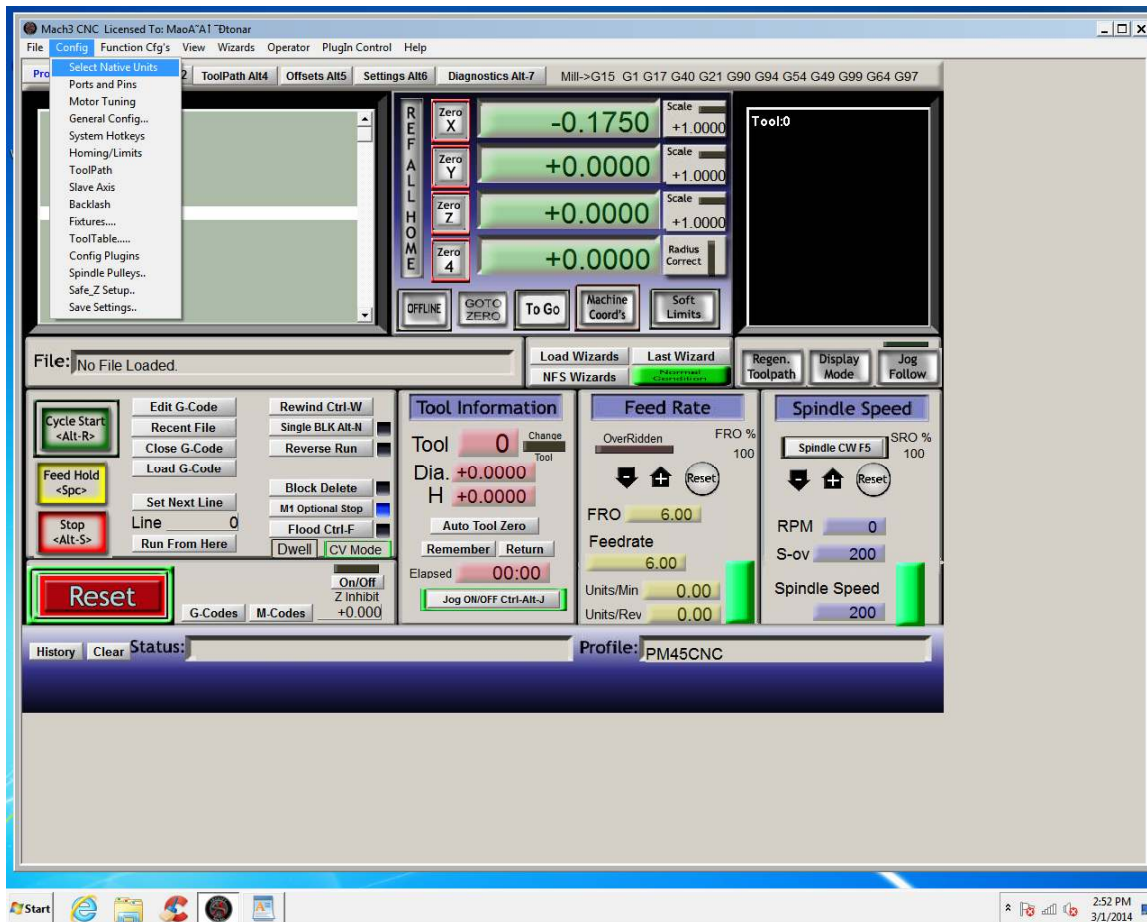 Mach3 CNC Licensed To:
File Config Function Cfg's View Wizards Operator PlugIn Control Help
Select Native Units
Ports and Pins
Motor Tuning
General Config...
System Hotkeys
Homing/Limits
ToolPath
Slave Axis
Backlash
Fixtures....
ToolTable.....
Config Plugins
Spindle Pulleys..
Safe_Z Setup..
Save Settings..
Pro 2 ToolPath Alt4 Offsets Alt5 Settings Alt6 Diagnostics Alt-7 Mill->G15 G1 G17 G40 G21 G90 G94 G54 G49 G99 G64 G97
REF ALL HOME
Zero X -0.1750 Scale +1.0000
Zero Y +0.0000 Scale +1.0000
Zero Z +0.0000 Scale +1.0000
Zero 4 +0.0000 Radius Correct
OFFLINE GOTO ZERO To Go Machine Coord's Soft Limits
Tool:0
File: No File Loaded.
Load Wizards Last Wizard
NFS Wizards Normal Condition
Regen. Toolpath Display Mode Jog Follow
Cycle Start <Alt-R>
Feed Hold <Spc>
Stop <Alt-S>
Edit G-Code
Recent File
Close G-Code
Load G-Code
Set Next Line
Line 0
Run From Here
Rewind Ctrl-W
Single BLK Alt-N
Reverse Run
Block Delete
M1 Optional Stop
Flood Ctrl-F
Dwell CV Mode
Reset
G-Codes M-Codes
On/Off
Z Inhibit
+0.000
Tool Information
Tool 0 Change Tool
Dia. +0.0000
H +0.0000
Auto Tool Zero
Remember Return
Elapsed 00:00
Jog ON/OFF Ctrl-Alt-J
Feed Rate
OverRidden FRO % 100
Reset
FRO 6.00
Feedrate
6.00
Units/Min 0.00
Units/Rev 0.00
Spindle Speed
Spindle CW F5 SRO % 100
Reset
RPM 0
S-ov 200
Spindle Speed
200
History Clear Status: Profile: PM45CNC
Start
2:52 PM
3/1/2014